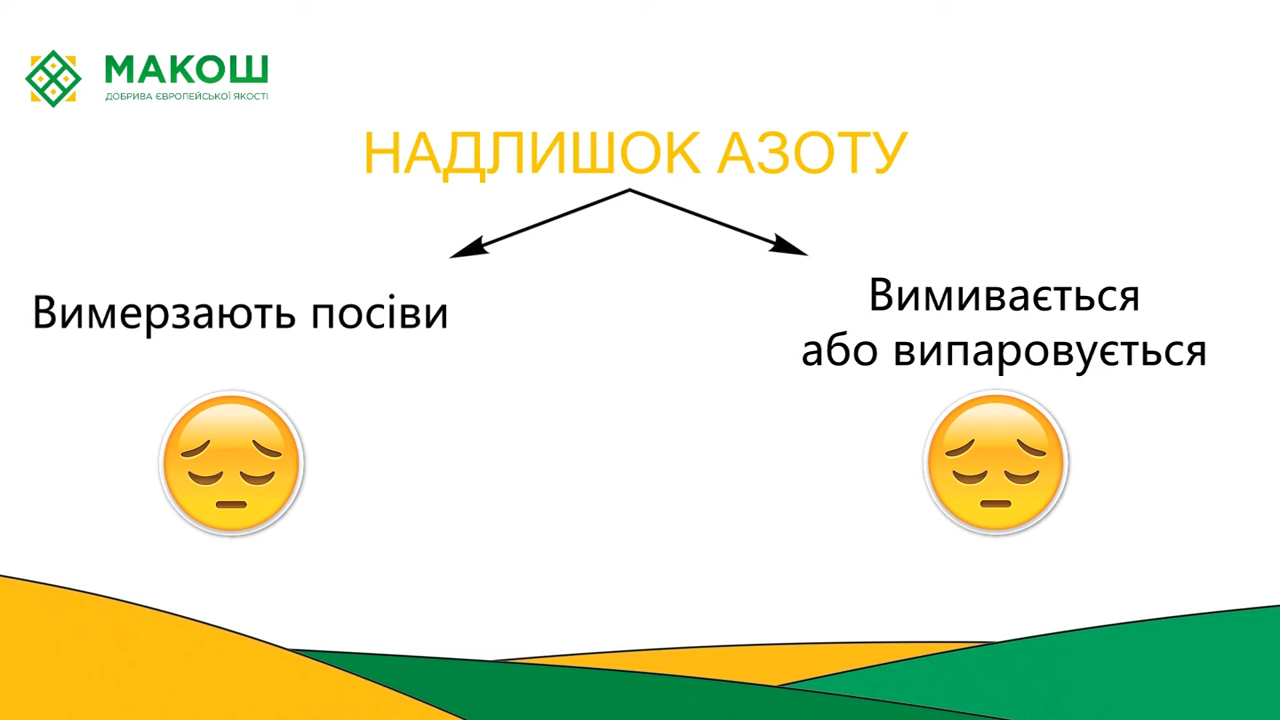 МАКОШ
ДОБРИВА ЄВРОПЕЙСЬКОЇ ЯКОСТІ
НАДЛИШОК АЗОТУ
Вимерзають посіви
Вимивається
або випаровується